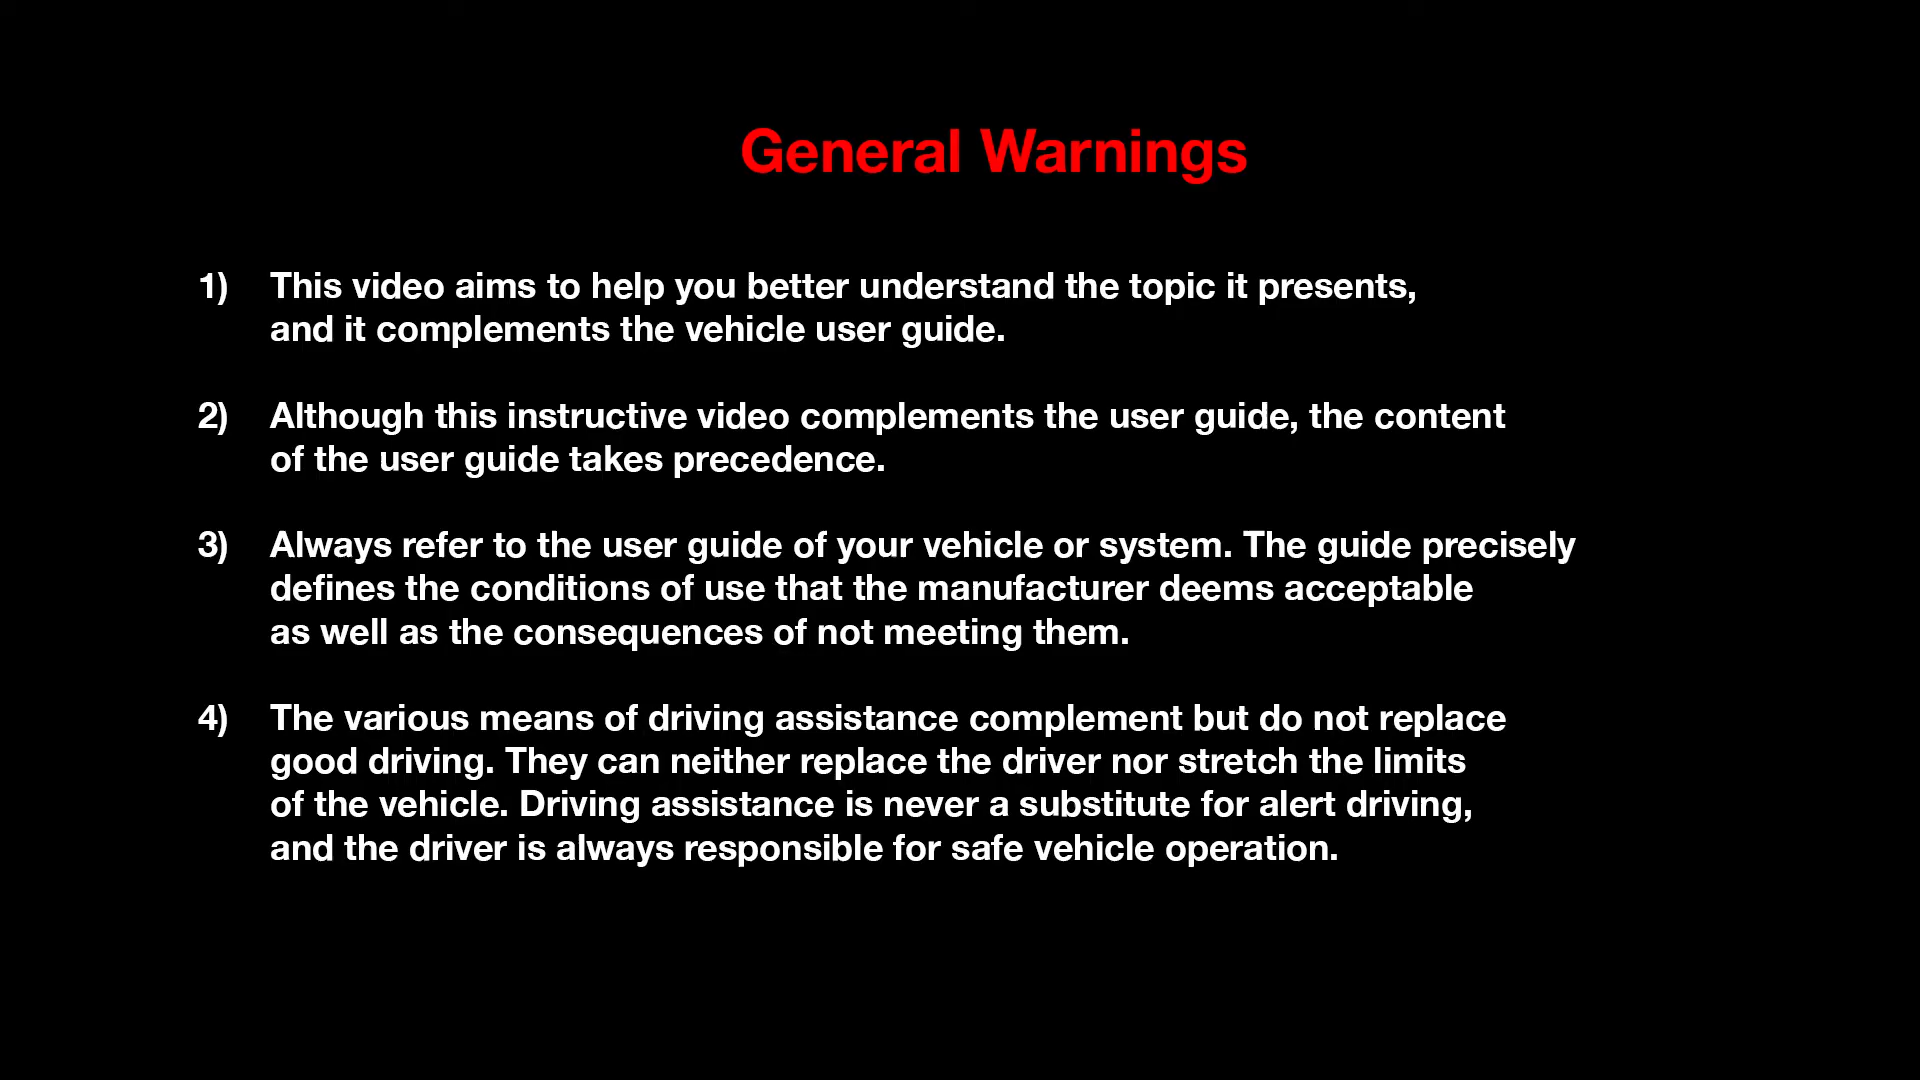 General Warnings
1) This video aims to help you better understand the topic it presents,
and it complements the vehicle user guide.
2) Although this instructive video complements the user guide, the content
of the user guide takes precedence.
3) Always refer to the user guide of your vehicle or system. The guide precisely
defines the conditions of use that the manufacturer deems acceptable
as well as the consequences of not meeting them.
4) The various means of driving assistance complement but do not replace
good driving. They can neither replace the driver nor stretch the limits
of the vehicle. Driving assistance is never a substitute for alert driving,
and the driver is always responsible for safe vehicle operation.